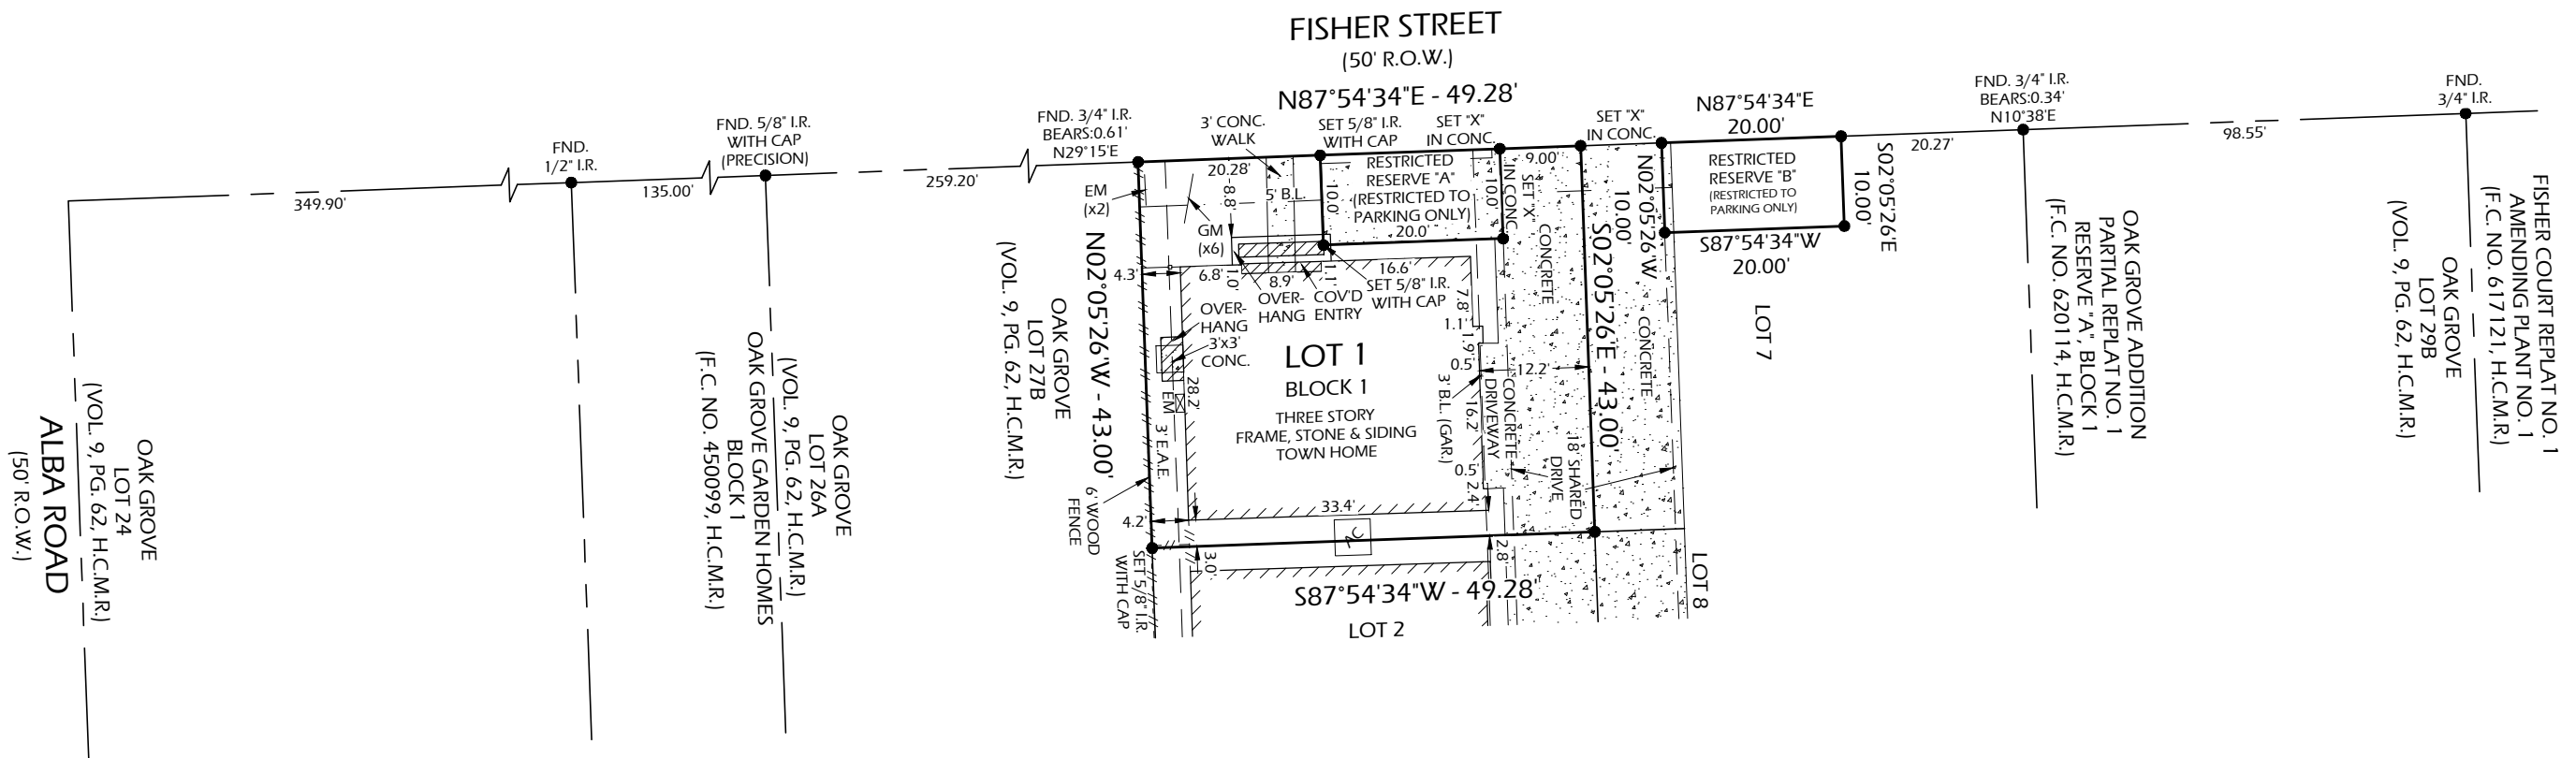 FISHER STREET
(50' R.O.W.)
N87°54'34"E - 49.28'
FND.
1/2" I.R.
FND. 5/8" I.R.
WITH CAP
(PRECISION)
FND. 3/4" I.R.
BEARS:0.61'
N29°15'E
3' CONC.
WALK
SET 5/8" I.R.
WITH CAP
SET "X"
IN CONC.
SET "X"
IN CONC.
N87°54'34"E
20.00'
FND. 3/4" I.R.
BEARS:0.34'
N10°38'E
FND.
3/4" I.R.
349.90'
135.00'
259.20'
20.28'
9.00'
20.27'
98.55'
EM
(x2)
GM
(x6)
8.8'
5' B.L.
10.0'
RESTRICTED
RESERVE "A"
(RESTRICTED TO
PARKING ONLY)
20.0'
10.0'
SET "X"
IN CONC.
CONCRETE
S02°05'26"E - 43.00'
N02°05'26"W
10.00'
RESTRICTED
RESERVE "B"
(RESTRICTED TO
PARKING ONLY)
S02°05'26"E
10.00'
S87°54'34"W
20.00'
LOT 7
CONCRETE
4.3'
6.8'
1.0'
8.9'
1.1'
16.6'
SET 5/8" I.R.
WITH CAP
OVER-
HANG
COV'D
ENTRY
OVER-
HANG
3'x3'
CONC.
7.8'
1.1'
1.9'
0.5'
12.2'
LOT 1
BLOCK 1
THREE STORY
FRAME, STONE & SIDING
TOWN HOME
28.2'
EM
3' E.A.E.
3' B.L. (GAR.)
16.2'
CONCRETE
DRIVEWAY
18' SHARED
DRIVE
0.5'
2.4'
33.4'
4.2'
A/C
3.0'
2.8'
N02°05'26"W - 43.00'
6' WOOD
FENCE
SET 5/8" I.R.
WITH CAP
S87°54'34"W - 49.28'
LOT 2
LOT 8
OAK GROVE
LOT 27B
(VOL. 9, PG. 62, H.C.M.R.)
OAK GROVE
LOT 26A
(VOL. 9, PG. 62, H.C.M.R.)
OAK GROVE GARDEN HOMES
BLOCK 1
(F.C. NO. 450099, H.C.M.R.)
OAK GROVE
LOT 24
(VOL. 9, PG. 62, H.C.M.R.)
ALBA ROAD
(50' R.O.W.)
OAK GROVE ADDITION
PARTIAL REPLAT NO. 1
RESERVE "A", BLOCK 1
(F.C. NO. 620114, H.C.M.R.)
FISHER COURT REPLAT NO. 1
AMENDING PLANT NO. 1
(F.C. NO. 617121, H.C.M.R.)
OAK GROVE
LOT 29B
(VOL. 9, PG. 62, H.C.M.R.)